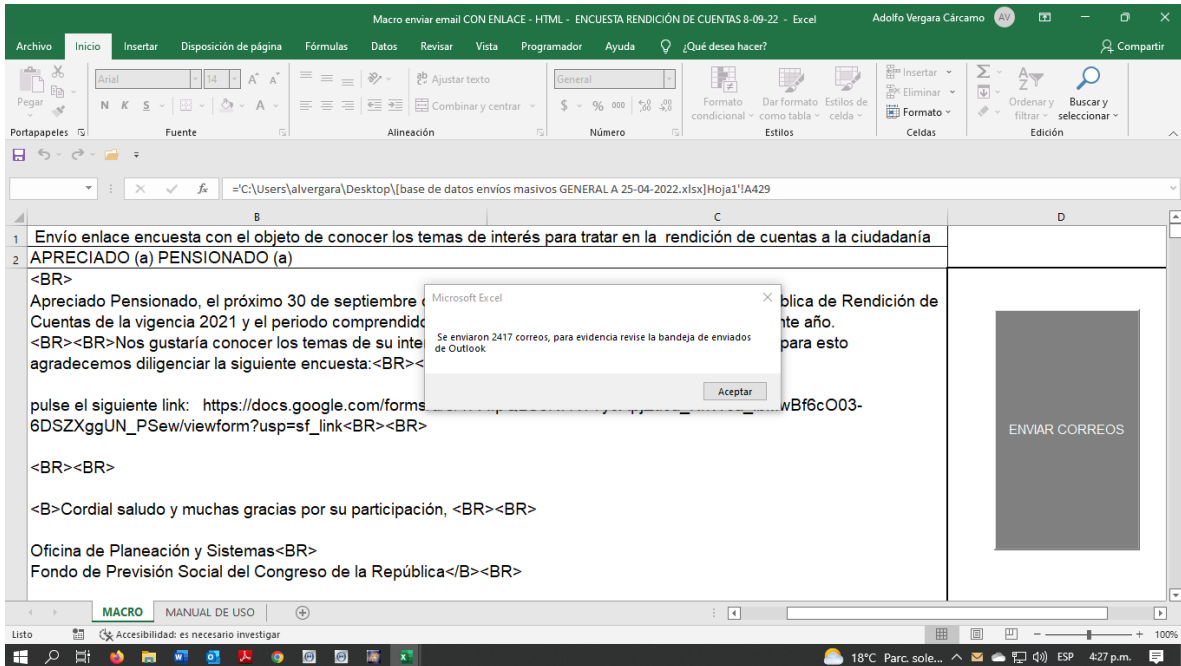 Macro enviar email CON ENLACE - HTML - ENCUESTA RENDICIÓN DE CUENTAS 8-09-22 - Excel
Adolfo Vergara Cárcamo AV
Archivo Inicio Insertar Disposición de página Fórmulas Datos Revisar Vista Programador Ayuda ¿Qué desea hacer? Compartir
Pegar
Arial 14 A A
Ajustar texto
General
Insertar
N K S A
Combinar y centrar
$ % 000
Formato condicional
Dar formato como tabla
Estilos de celda
Eliminar
Formato
Ordenar y filtrar
Buscar y seleccionar
Portapapeles Fuente Alineación Número Estilos Celdas Edición
fx ='C:\Users\alvergara\Desktop\[base de datos envíos masivos GENERAL A 25-04-2022.xlsx]Hoja1'!A429
B C D
1 Envío enlace encuesta con el objeto de conocer los temas de interés para tratar en la rendición de cuentas a la ciudadanía
2 APRECIADO (a) PENSIONADO (a)
<BR>
Apreciado Pensionado, el próximo 30 de septiembre blica de Rendición de
Cuentas de la vigencia 2021 y el periodo comprendido nte año.
<BR><BR>Nos gustaría conocer los temas de su inte para esto
agradecemos diligenciar la siguiente encuesta:<BR><
pulse el siguiente link: https://docs.google.com/forms
6DSZXggUN_PSew/viewform?usp=sf_link<BR><BR>
<BR><BR>
<B>Cordial saludo y muchas gracias por su participación, <BR><BR>
Oficina de Planeación y Sistemas<BR>
Fondo de Previsión Social del Congreso de la República</B><BR>
Microsoft Excel
Se enviaron 2417 correos, para evidencia revise la bandeja de enviados
de Outlook
Aceptar
ENVIAR CORREOS
MACRO MANUAL DE USO
Listo Accesibilidad: es necesario investigar 100%
18°C Parc. sole... ESP 4:27 p.m.